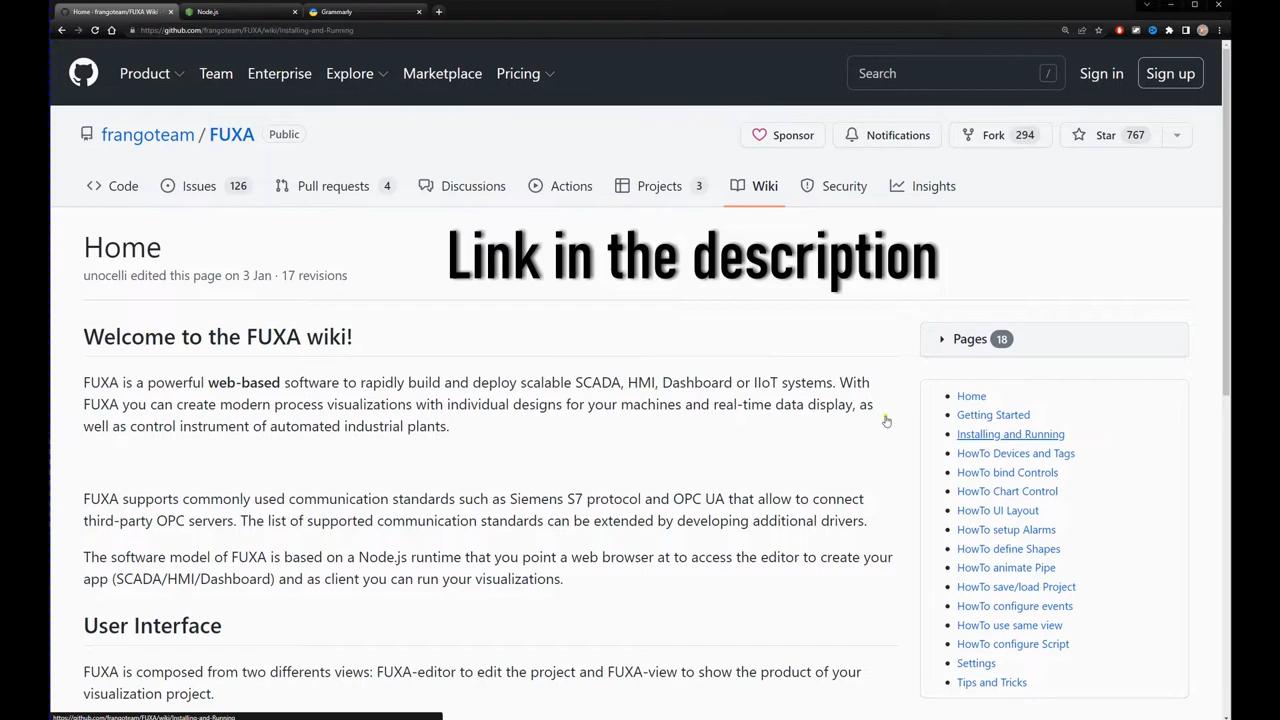 Home - frangoteam/FUXA Wiki
Node.js
Grammarly
https://github.com/frangoteam/FUXA/wiki/Installing-and-Running
Product
Team
Enterprise
Explore
Marketplace
Pricing
Search
/
Sign in
Sign up
frangoteam / FUXA
Public
Sponsor
Notifications
Fork 294
Star 767
Code
Issues 126
Pull requests 4
Discussions
Actions
Projects 3
Wiki
Security
Insights
Home
unocelli edited this page on 3 Jan · 17 revisions
Link in the description
Welcome to the FUXA wiki!
FUXA is a powerful web-based software to rapidly build and deploy scalable SCADA, HMI, Dashboard or IIoT systems. With
FUXA you can create modern process visualizations with individual designs for your machines and real-time data display, as
well as control instrument of automated industrial plants.
FUXA supports commonly used communication standards such as Siemens S7 protocol and OPC UA that allow to connect
third-party OPC servers. The list of supported communication standards can be extended by developing additional drivers.
The software model of FUXA is based on a Node.js runtime that you point a web browser at to access the editor to create your
app (SCADA/HMI/Dashboard) and as client you can run your visualizations.
User Interface
FUXA is composed from two differents views: FUXA-editor to edit the project and FUXA-view to show the product of your
visualization project.
Pages 18
Home
Getting Started
Installing and Running
HowTo Devices and Tags
HowTo bind Controls
HowTo Chart Control
HowTo UI Layout
HowTo setup Alarms
HowTo define Shapes
HowTo animate Pipe
HowTo save/load Project
HowTo configure events
HowTo use same view
HowTo configure Script
Settings
Tips and Tricks
https://github.com/frangoteam/FUXA/wiki/Installing-and-Running